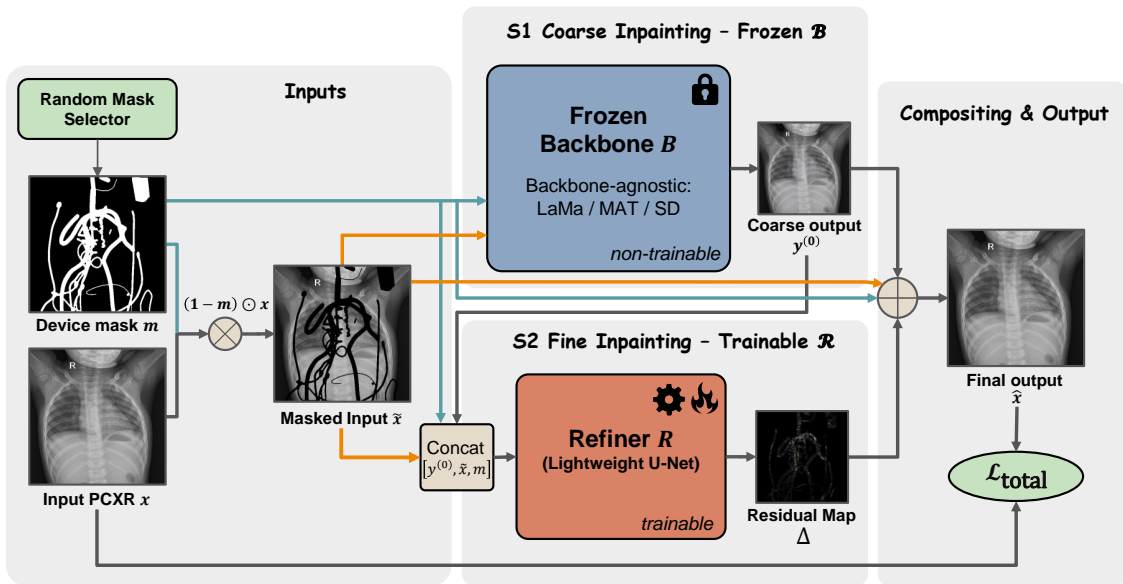 Inputs
Random Mask
Selector
Device mask m
(1 − m) ⊙ x
R
Masked Input x̃
R
Input PCXR x
S1 Coarse Inpainting – Frozen ℬ
Frozen
Backbone B
Backbone-agnostic:
LaMa / MAT / SD
non-trainable
R
Coarse output
y⁽⁰⁾
S2 Fine Inpainting – Trainable ℛ
Concat
[y⁽⁰⁾, x̃, m]
Refiner R
(Lightweight U-Net)
trainable
Residual Map
Δ
Compositing & Output
R
Final output
x̂
ℒtotal